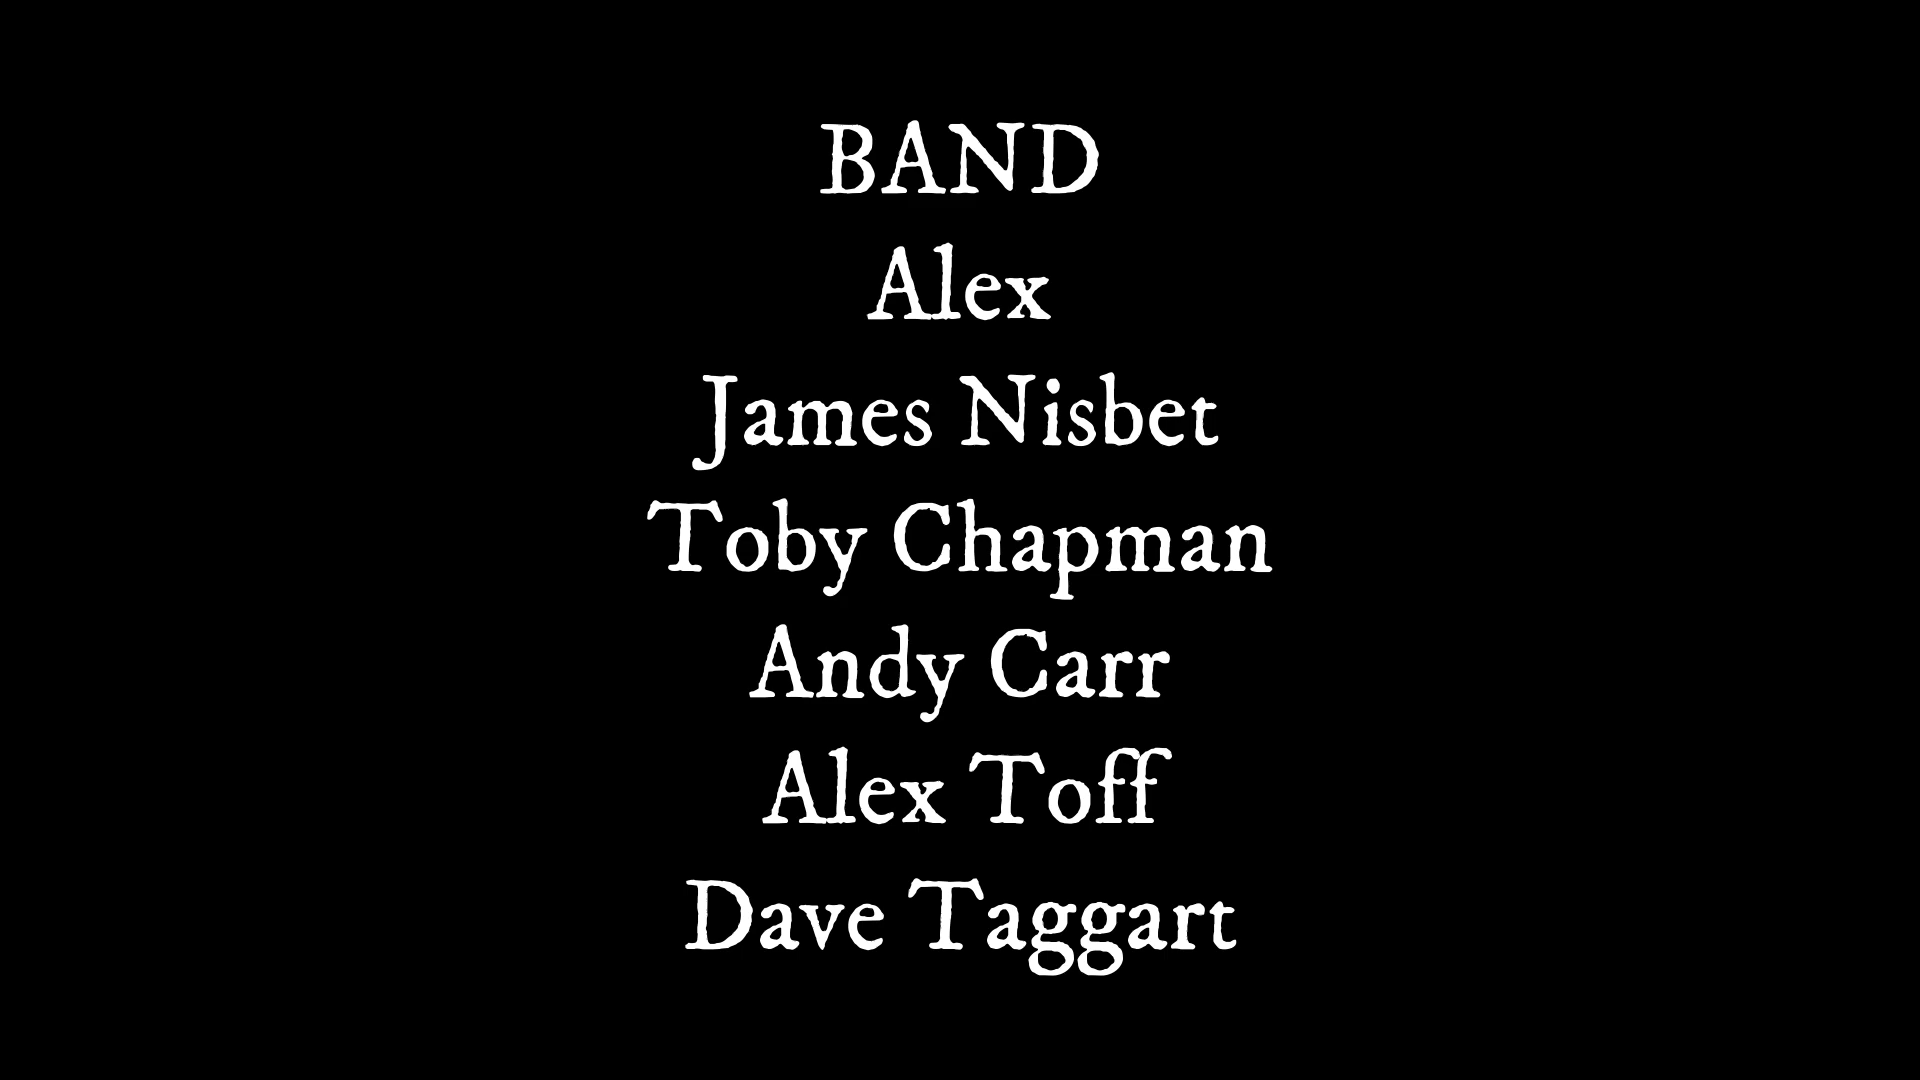 BAND
Alex
James Nisbet
Toby Chapman
Andy Carr
Alex Toff
Dave Taggart